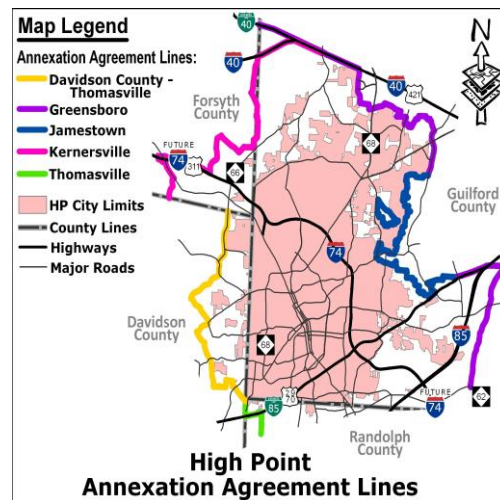 Map Legend
Annexation Agreement Lines:
Davidson County -
Thomasville
Greensboro
Jamestown
Kernersville
Thomasville
HP City Limits
County Lines
Highways
Major Roads
N
40
40
40
421
Forsyth
County
68
FUTURE
74
311
66
Guilford
County
74
Davidson
County
68
85
29
70
85
FUTURE
74
62
Randolph
County
High Point
Annexation Agreement Lines